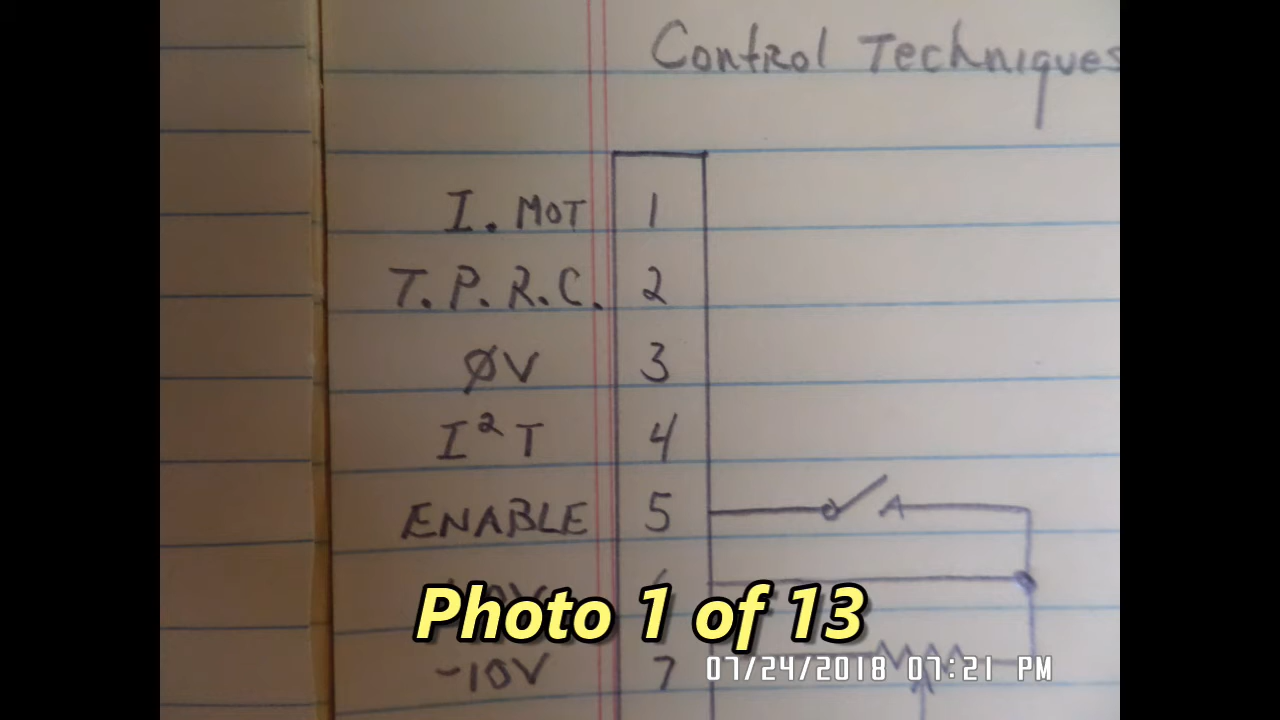 Control Techniques
I. MOT 1
T.P.R.C. 2
ØV 3
I²T 4
ENABLE 5
Photo 1 of 13
-10V 7
07/24/2018 07:21 PM